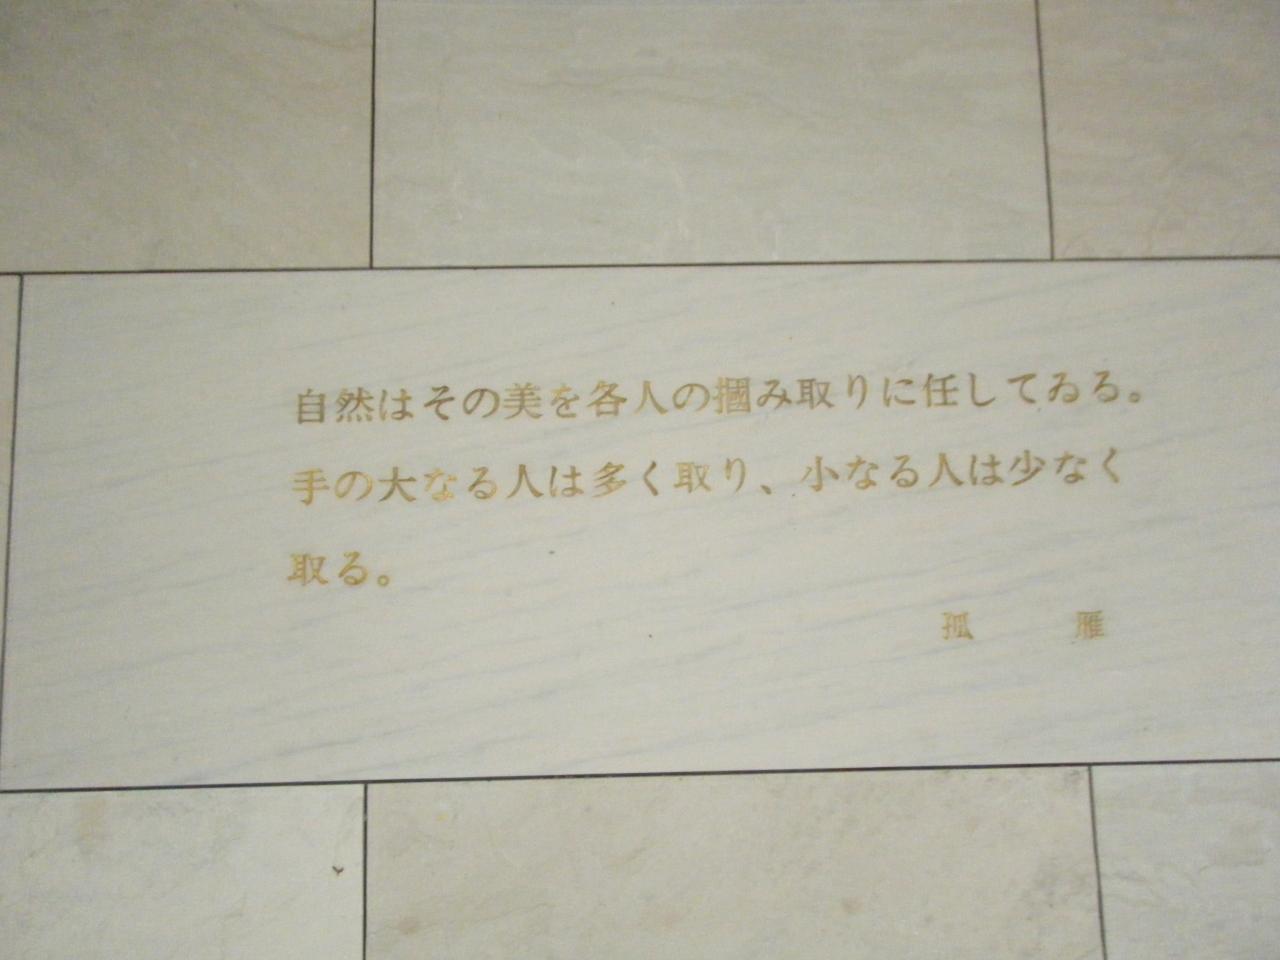 自然はその美を各人の摑み取りに任してゐる。
手の大なる人は多く取り、小なる人は少なく
取る。
孤　雁